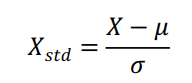 X_std = (X − μ) / σ